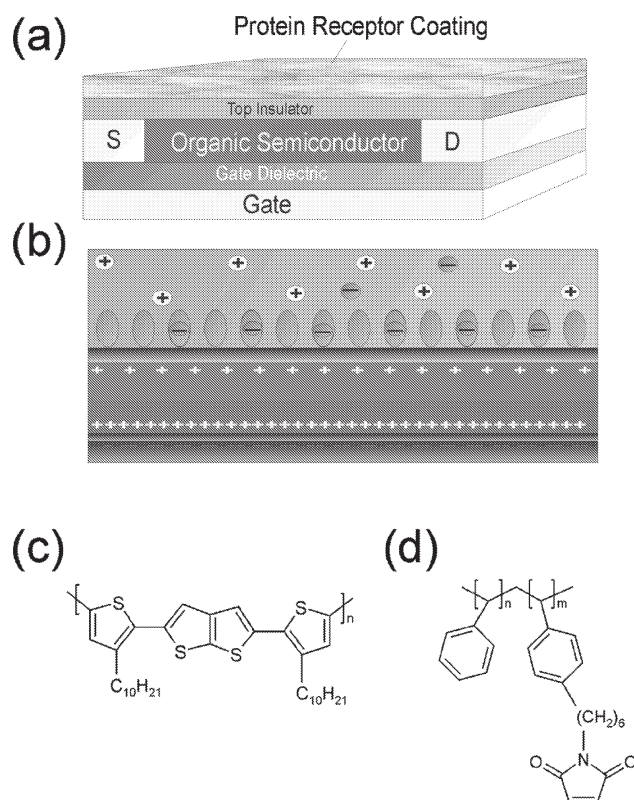 (a)
Protein Receptor Coating
Top Insulator
S Organic Semiconductor D
Gate Dielectric
Gate
(b)
(c)
(d)
S
n
S S
S
C10H21
C10H21
n m
(CH2)6
O N O